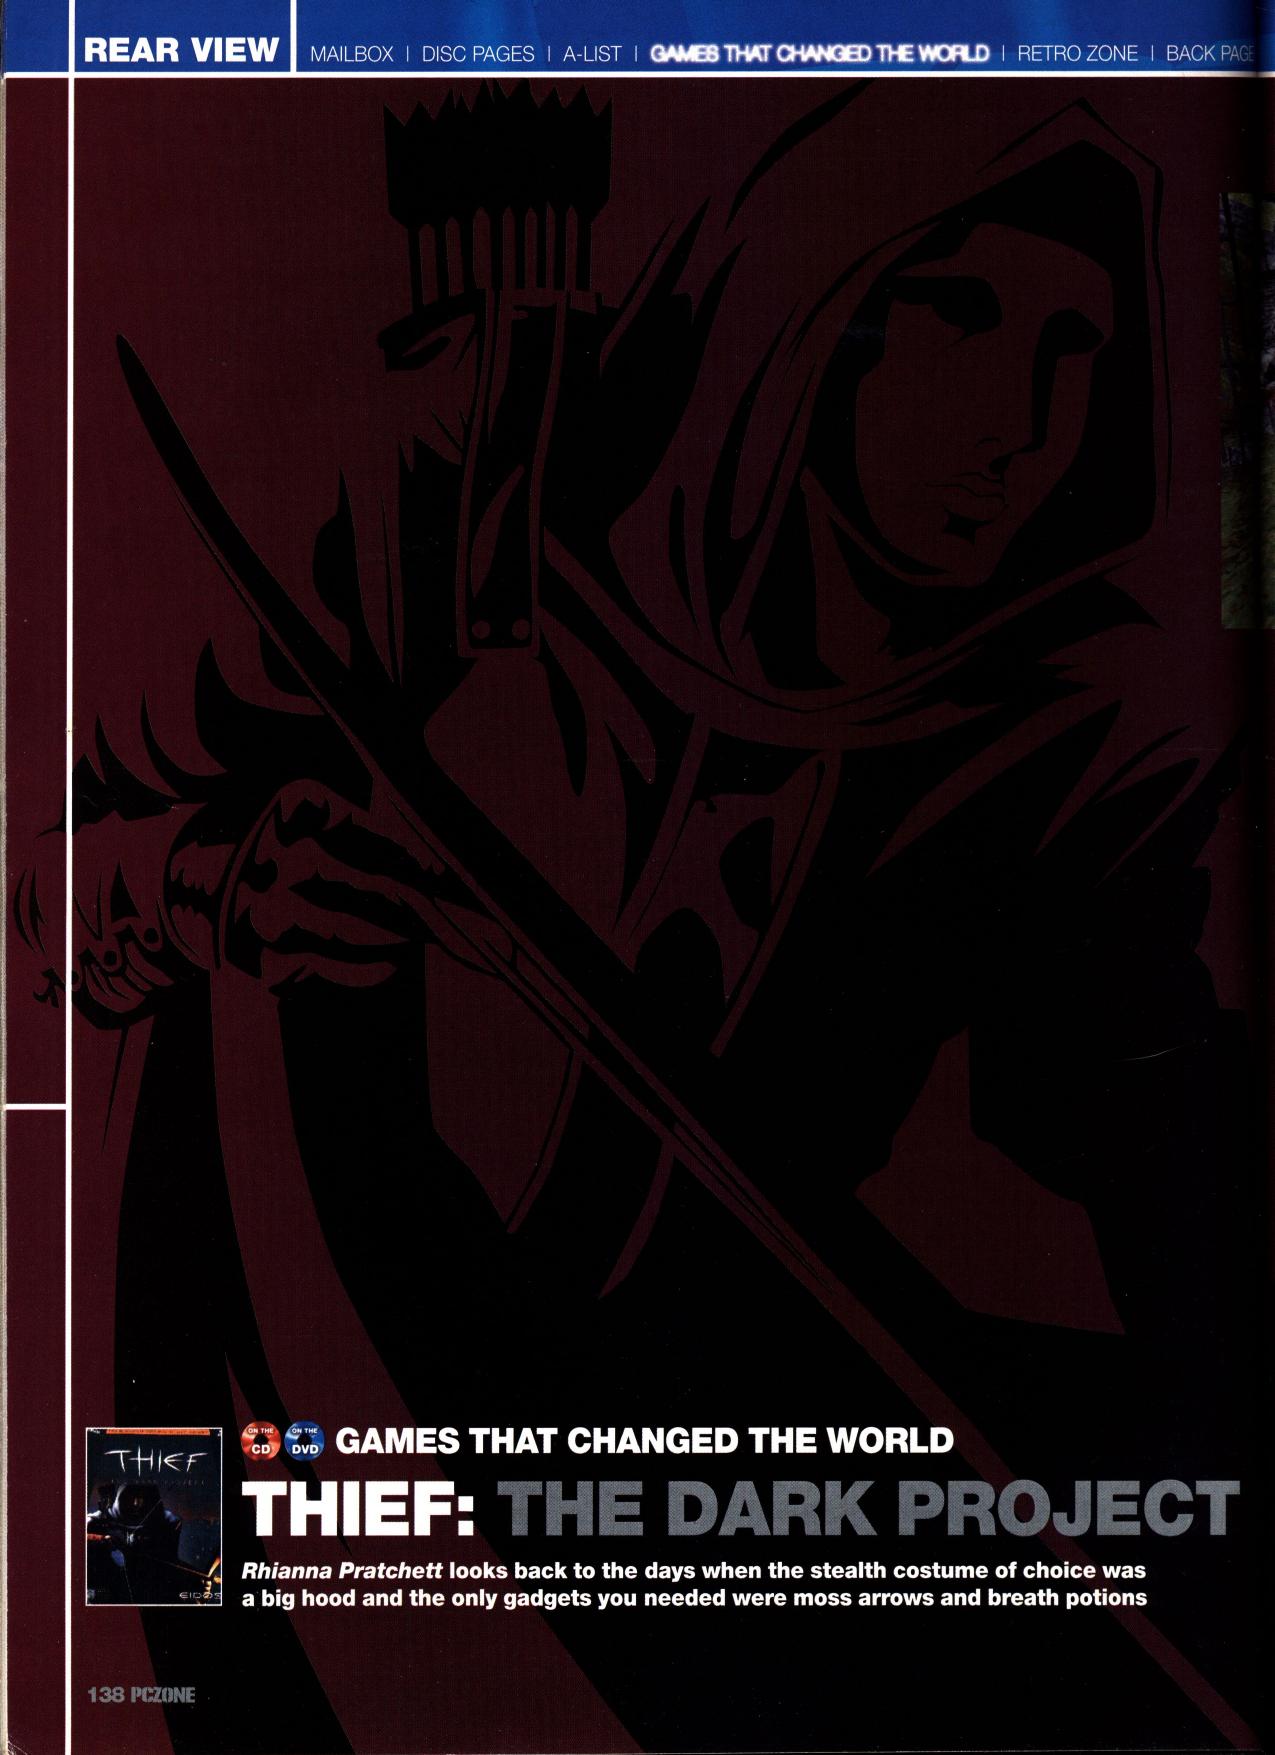 REAR VIEW
MAILBOX | DISC PAGES | A-LIST | GAMES THAT CHANGED THE WORLD | RETRO ZONE | BACK PAGE
THIEF
EIDOS
ON THE CD
ON THE DVD
GAMES THAT CHANGED THE WORLD
THIEF: THE DARK PROJECT
Rhianna Pratchett looks back to the days when the stealth costume of choice was
a big hood and the only gadgets you needed were moss arrows and breath potions
138 PCZONE